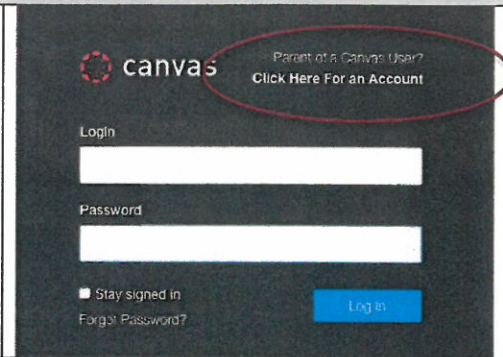 canvas
Parent of a Canvas User?
Click Here For an Account
Login
Password
Stay signed in
Forgot Password?
Log In